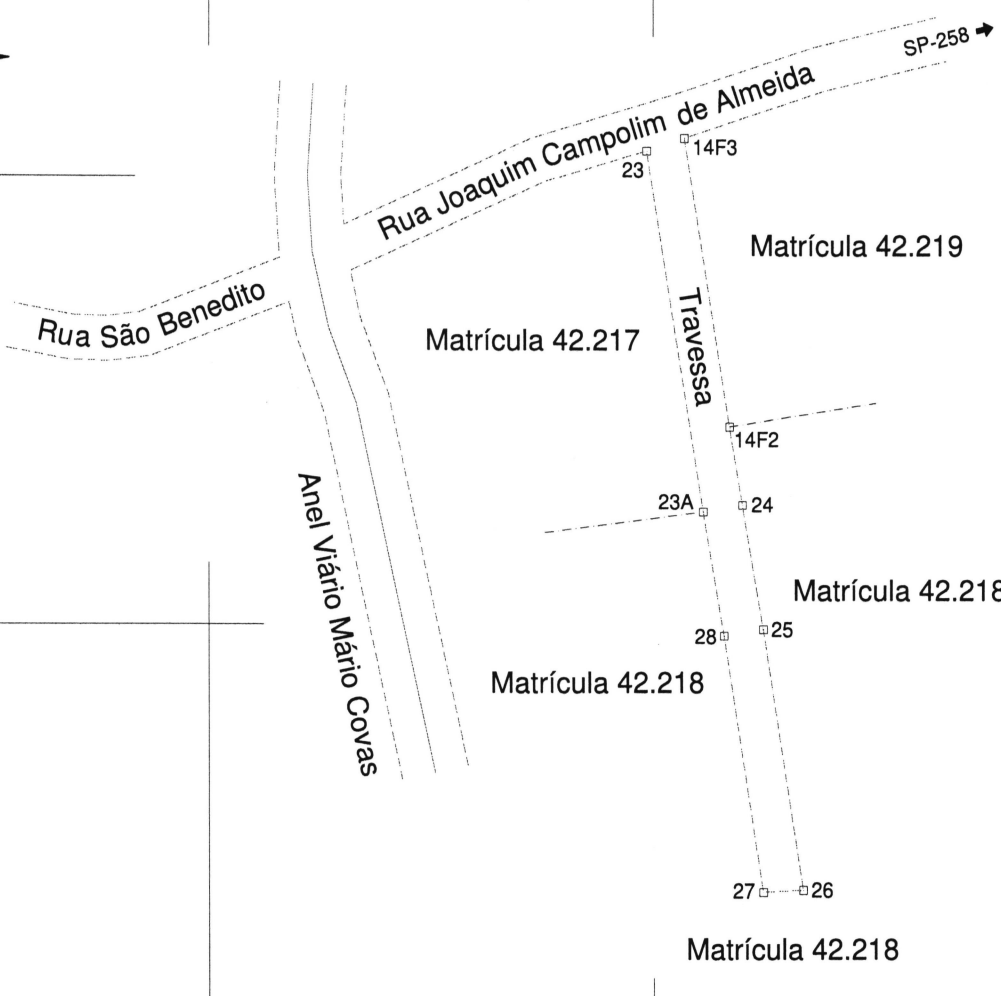 SP-258
Rua Joaquim Campolim de Almeida
14F3
23
Matrícula 42.219
Rua São Benedito
Matrícula 42.217
Travessa
14F2
23A
24
Anel Viário Mário Covas
Matrícula 42.218
28
25
Matrícula 42.218
27
26
Matrícula 42.218